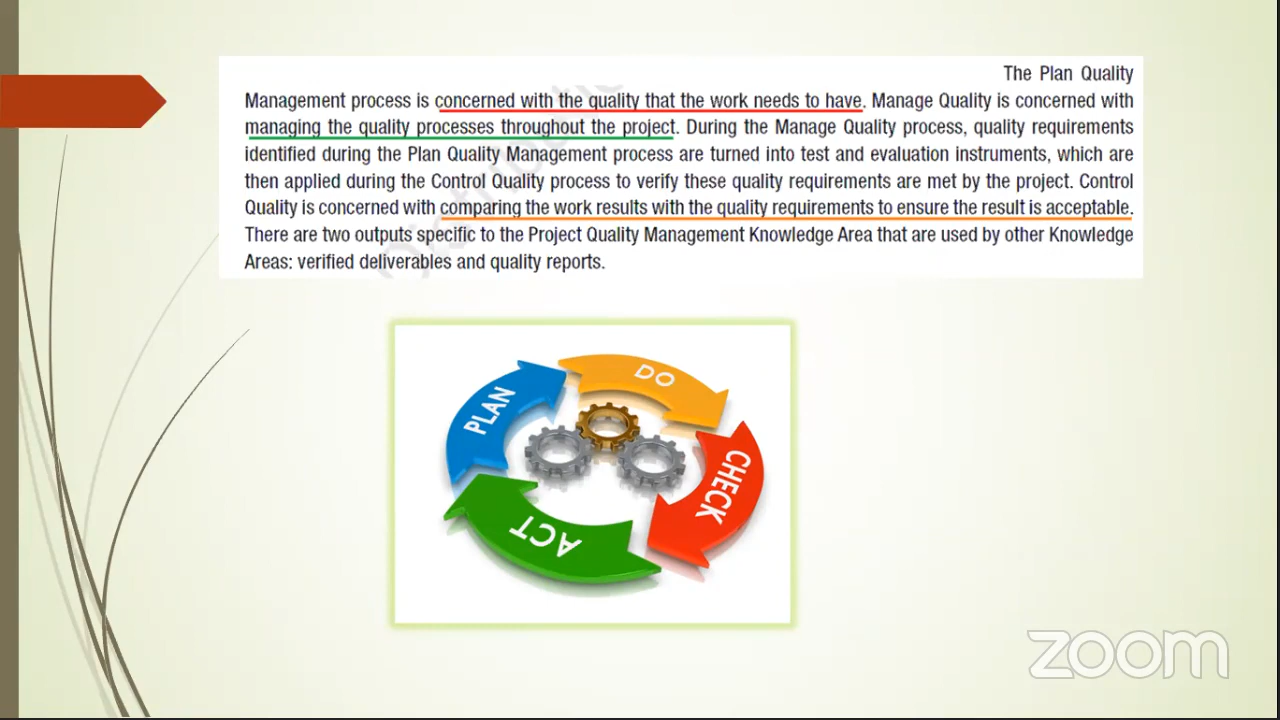 The Plan Quality
Management process is concerned with the quality that the work needs to have. Manage Quality is concerned with
managing the quality processes throughout the project. During the Manage Quality process, quality requirements
identified during the Plan Quality Management process are turned into test and evaluation instruments, which are
then applied during the Control Quality process to verify these quality requirements are met by the project. Control
Quality is concerned with comparing the work results with the quality requirements to ensure the result is acceptable.
There are two outputs specific to the Project Quality Management Knowledge Area that are used by other Knowledge
Areas: verified deliverables and quality reports.
PLAN
DO
CHECK
ACT
zoom